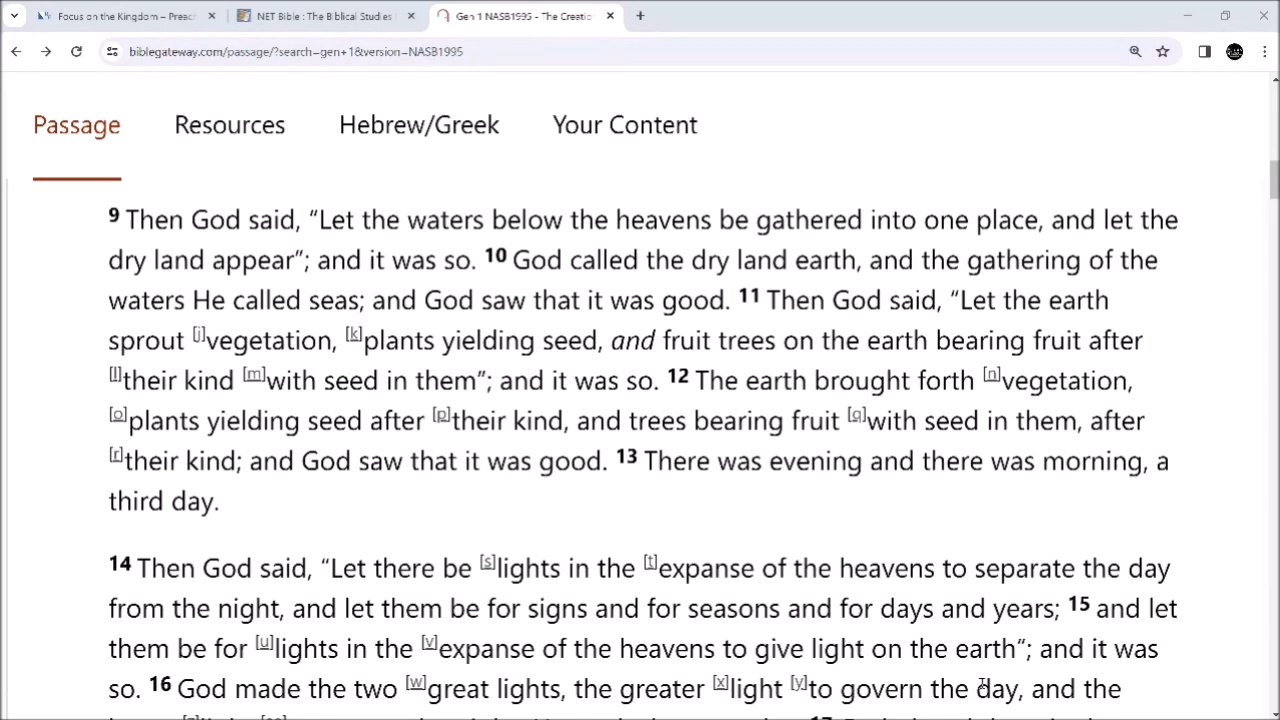 Focus on the Kingdom – Preach
NET Bible : The Biblical Studies
Gen 1 NASB1995 - The Creatio
biblegateway.com/passage/?search=gen+1&version=NASB1995
Passage Resources Hebrew/Greek Your Content
9 Then God said, “Let the waters below the heavens be gathered into one place, and let the
dry land appear”; and it was so. 10 God called the dry land earth, and the gathering of the
waters He called seas; and God saw that it was good. 11 Then God said, “Let the earth
sprout [j]vegetation, [k]plants yielding seed, and fruit trees on the earth bearing fruit after
[l]their kind [m]with seed in them”; and it was so. 12 The earth brought forth [n]vegetation,
[o]plants yielding seed after [p]their kind, and trees bearing fruit [q]with seed in them, after
[r]their kind; and God saw that it was good. 13 There was evening and there was morning, a
third day.
14 Then God said, “Let there be [s]lights in the [t]expanse of the heavens to separate the day
from the night, and let them be for signs and for seasons and for days and years; 15 and let
them be for [u]lights in the [v]expanse of the heavens to give light on the earth“; and it was
so. 16 God made the two [w]great lights, the greater [x]light [y]to govern the day, and the